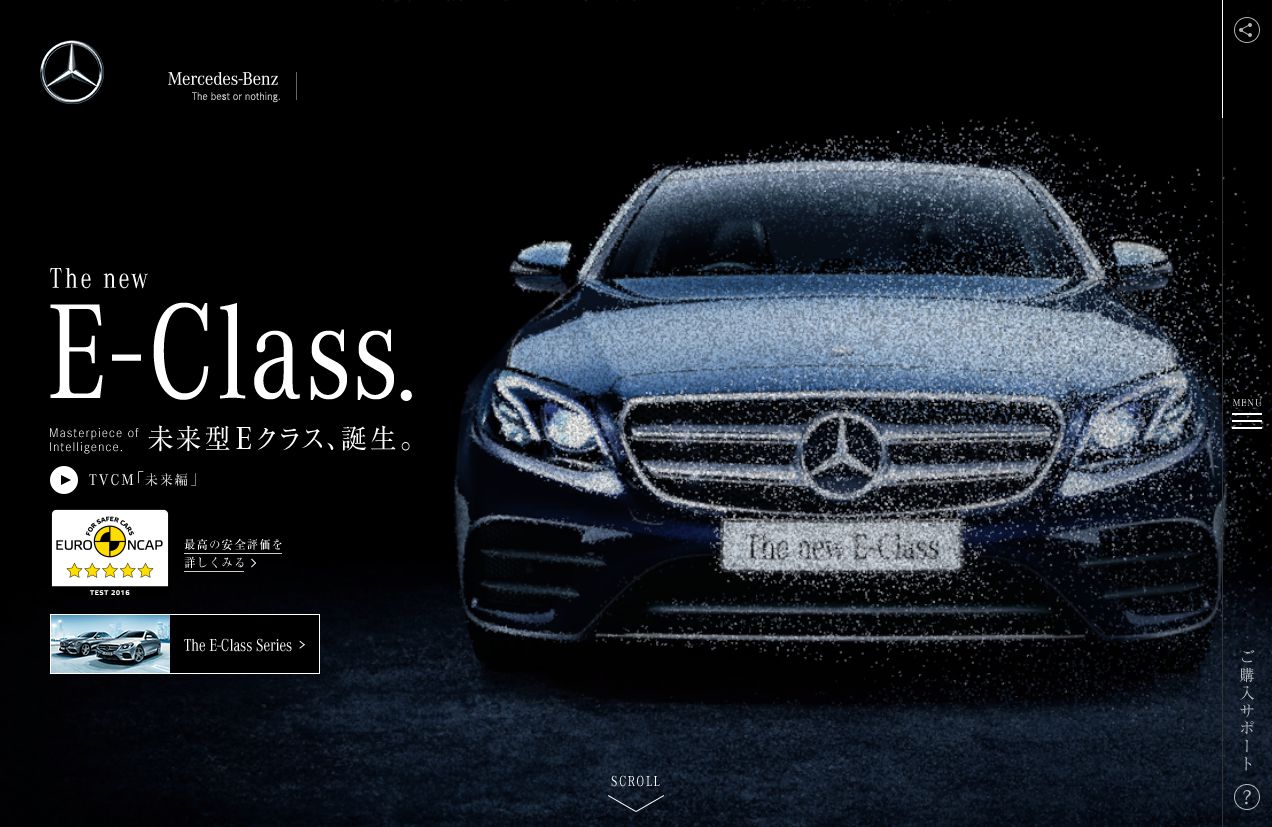 Mercedes-Benz
The best or nothing.
The new
E-Class.
Masterpiece of
Intelligence.
未来型Eクラス、誕生。
TVCM「未来編」
FOR SAFER CARS
EURO NCAP
TEST 2016
最高の安全評価を
詳しくみる
The E-Class Series
The new E-Class
SCROLL
MENU
ご購入サポート
?